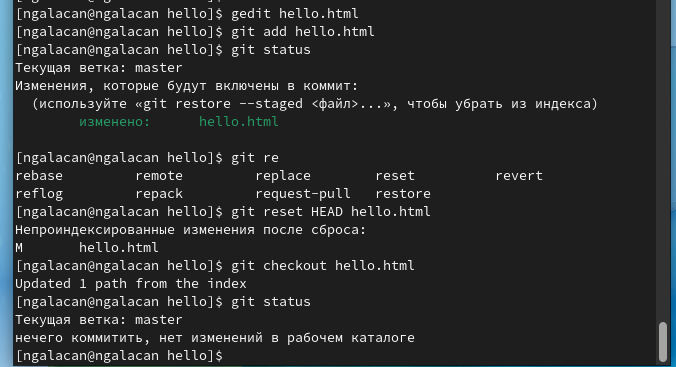 [ngalacan@ngalacan hello]$ gedit hello.html
[ngalacan@ngalacan hello]$ git add hello.html
[ngalacan@ngalacan hello]$ git status
Текущая ветка: master
Изменения, которые будут включены в коммит:
  (используйте «git restore --staged <файл>...», чтобы убрать из индекса)
        изменено:      hello.html

[ngalacan@ngalacan hello]$ git re
rebase         remote         replace        reset          revert
reflog         repack         request-pull   restore
[ngalacan@ngalacan hello]$ git reset HEAD hello.html
Непроиндексированные изменения после сброса:
M       hello.html
[ngalacan@ngalacan hello]$ git checkout hello.html
Updated 1 path from the index
[ngalacan@ngalacan hello]$ git status
Текущая ветка: master
нечего коммитить, нет изменений в рабочем каталоге
[ngalacan@ngalacan hello]$